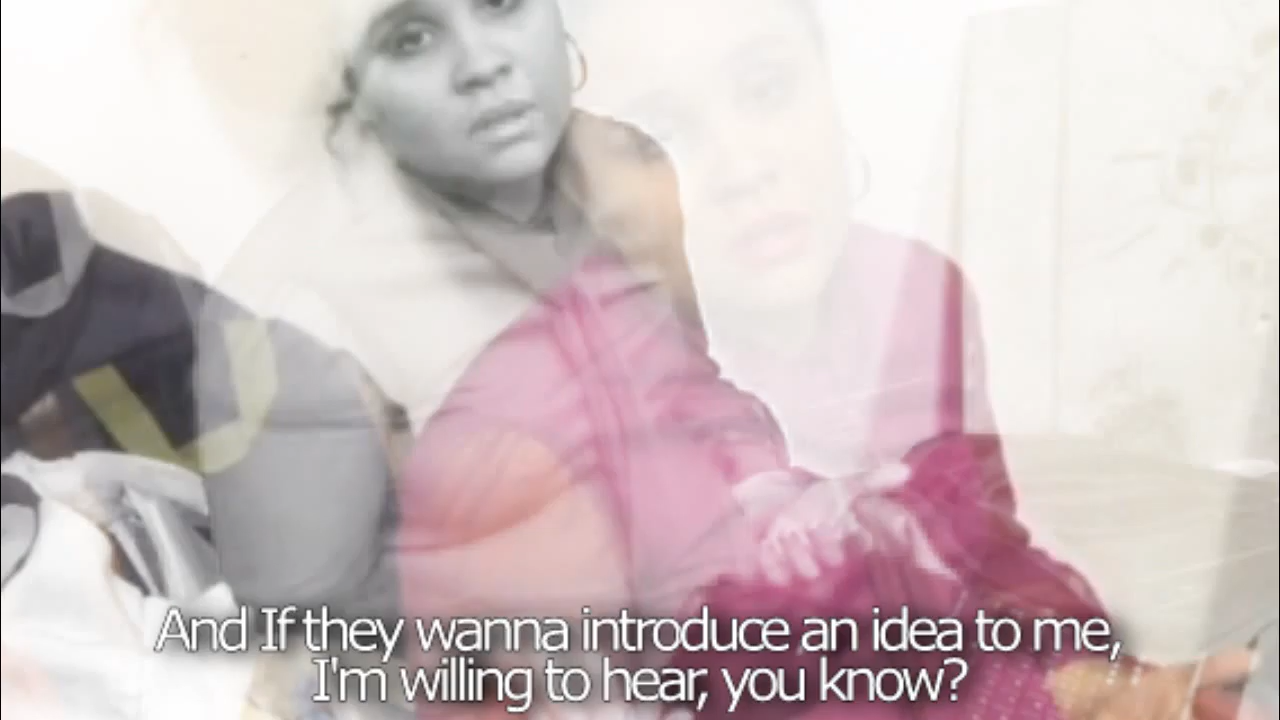 And If they wanna introduce an idea to me,
I'm willing to hear, you know?